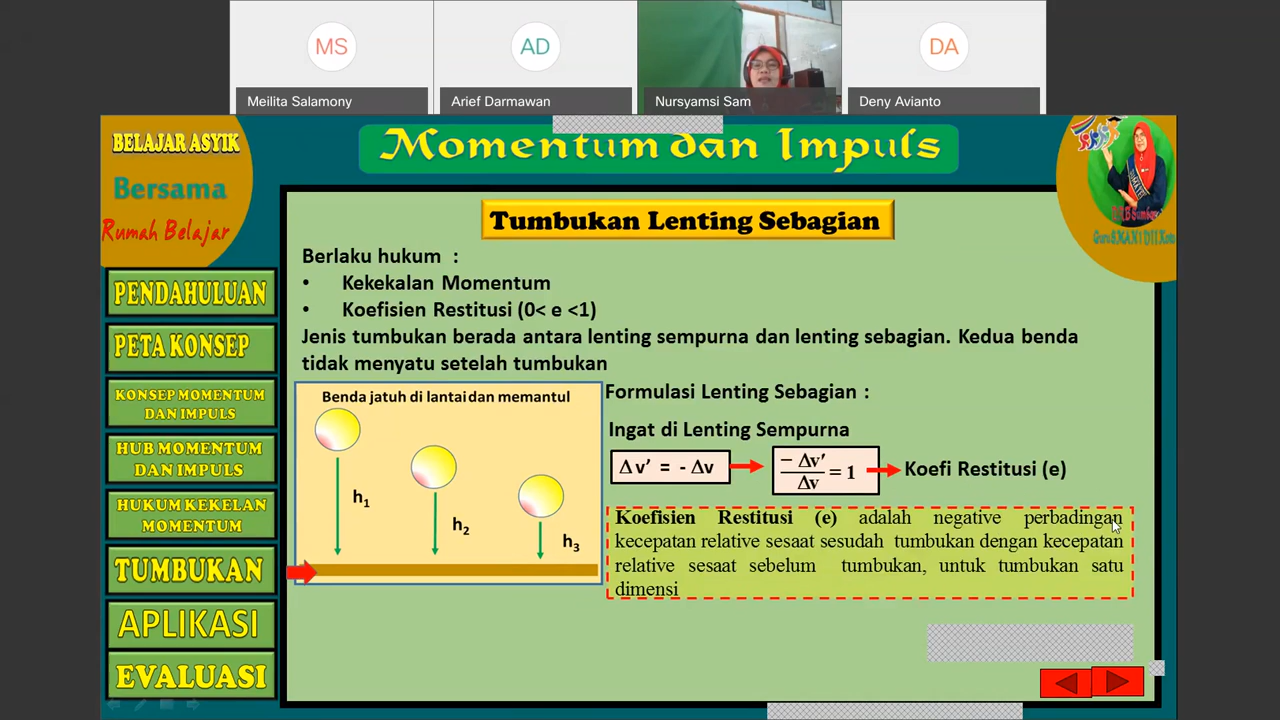 MS
AD
DA
Meilita Salamony
Arief Darmawan
Nursyamsi Sam
Deny Avianto
BELAJAR ASYIK
Bersama
Rumah Belajar
Momentum dan Impuls
Tumbukan Lenting Sebagian
Berlaku hukum :
• Kekekalan Momentum
• Koefisien Restitusi (0< e <1)
Jenis tumbukan berada antara lenting sempurna dan lenting sebagian. Kedua benda
tidak menyatu setelah tumbukan
PENDAHULUAN
PETA KONSEP
KONSEP MOMENTUM
DAN IMPULS
HUB MOMENTUM
DAN IMPULS
HUKUM KEKELAN
MOMENTUM
TUMBUKAN
APLIKASI
EVALUASI
Benda jatuh di lantai dan memantul
h₁
h₂
h₃
Formulasi Lenting Sebagian :
Ingat di Lenting Sempurna
Δ v' = - Δv
− Δv'
Δv
= 1
Koefi Restitusi (e)
Koefisien Restitusi (e) adalah negative perbadingan
kecepatan relative sesaat sesudah tumbukan dengan kecepatan
relative sesaat sebelum tumbukan, untuk tumbukan satu
dimensi